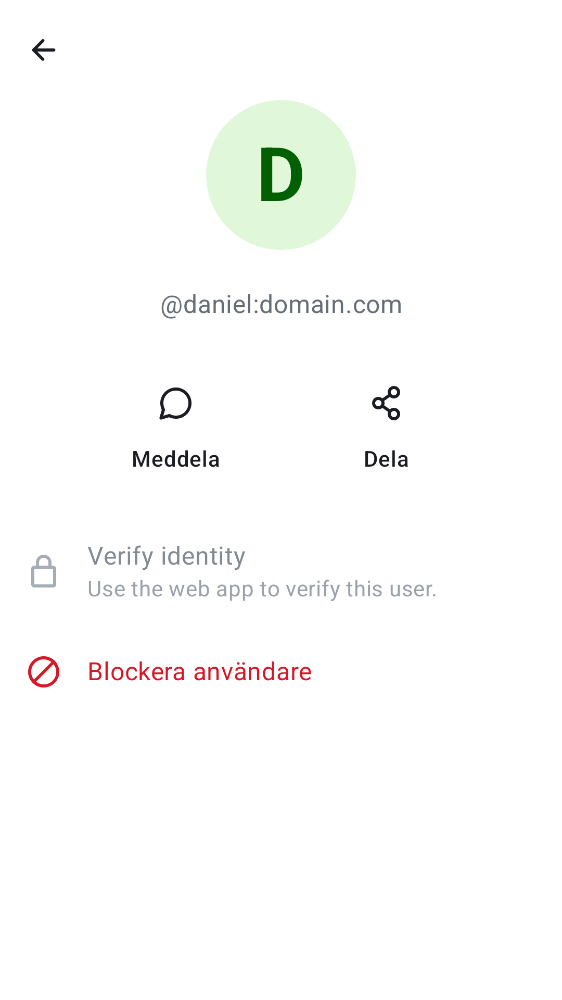 D
@daniel:domain.com
Meddela
Dela
Verify identity
Use the web app to verify this user.
Blockera användare